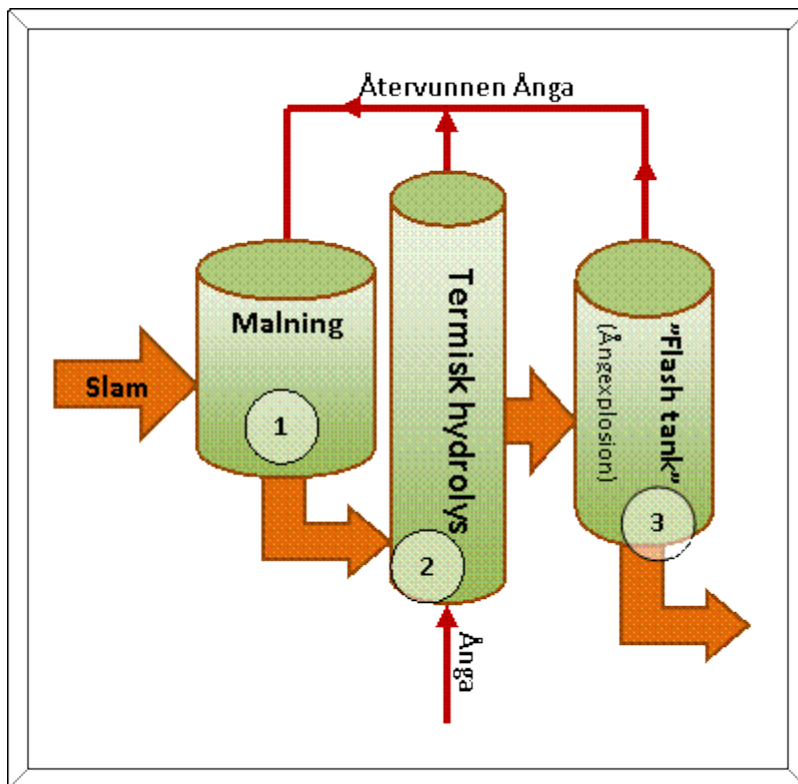 Återvunnen Ånga
Malning
Slam
1
Termisk hydrolys
2
Ånga
”Flash tank”
(Ångexplosion)
3